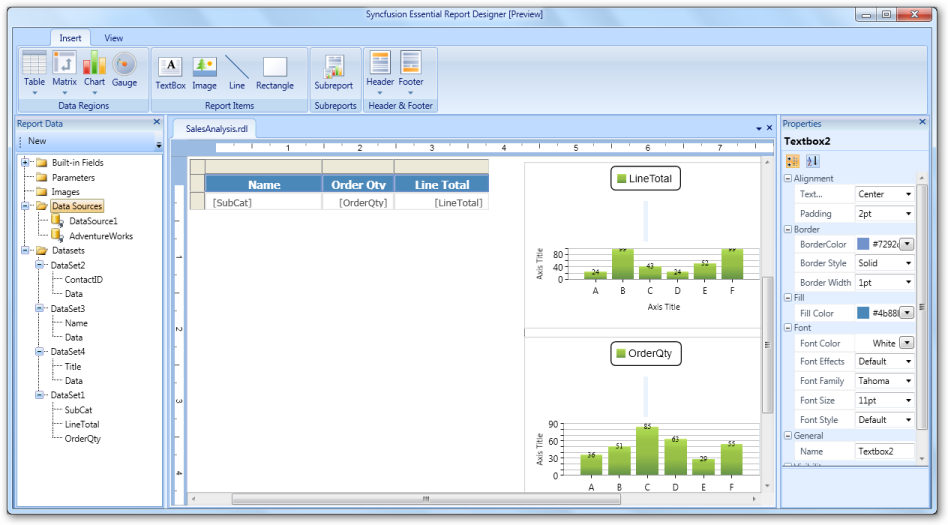 Syncfusion Essential Report Designer [Preview]
Insert View
Table Matrix Chart Gauge
Data Regions
TextBox Image Line Rectangle
Report Items
Subreport
Subreports
Header Footer
Header & Footer
Report Data
New
Built-in Fields
Parameters
Images
Data Sources
DataSource1
AdventureWorks
Datasets
DataSet2
ContactID
Data
DataSet3
Name
Data
DataSet4
Title
Data
DataSet1
SubCat
LineTotal
OrderQty
SalesAnalysis.rdl
1 2 3 4 5 6 7
1
2
3
4
Name Order Qty Line Total
[SubCat] [OrderQty] [LineTotal]
LineTotal
Axis Title
80
40
0
24 99 43 24 52 99
A B C D E F
Axis Title
OrderQty
Axis Title
90
60
30
0
36 51 85 63 29 55
A B C D E F
Properties
Textbox2
Alignment
Text... Center
Padding 2pt
Border
BorderColor #7292
Border Style Solid
Border Width 1pt
Fill
Fill Color #4b88
Font
Font Color White
Font Effects Default
Font Family Tahoma
Font Size 11pt
Font Style Default
General
Name Textbox2